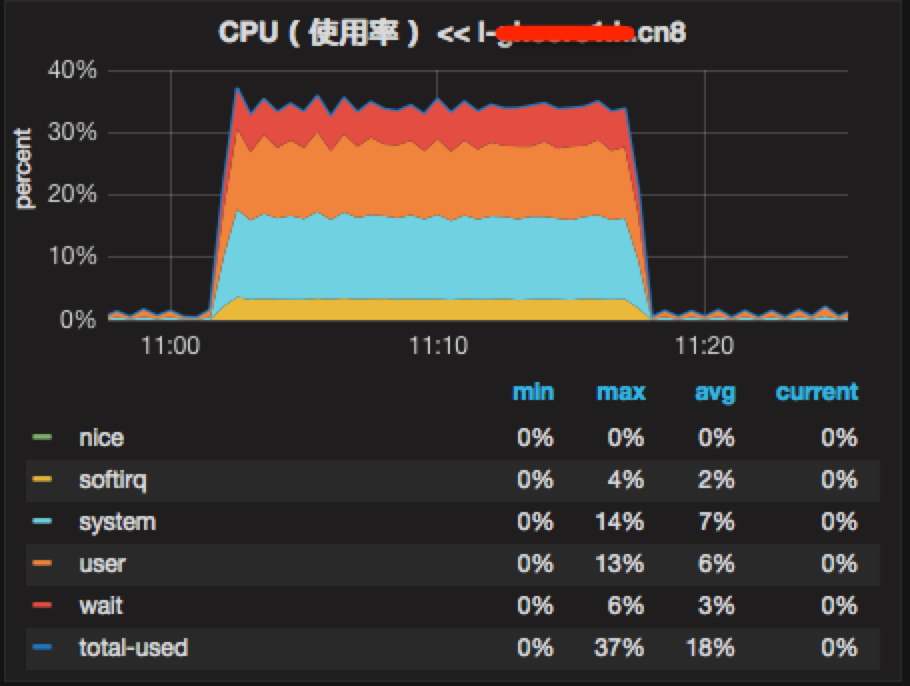 CPU ( 使用率 ) << l-.cn8
40%
30%
20%
10%
0%
percent
11:00 11:10 11:20
min max avg current
nice 0% 0% 0% 0%
softirq 0% 4% 2% 0%
system 0% 14% 7% 0%
user 0% 13% 6% 0%
wait 0% 6% 3% 0%
total-used 0% 37% 18% 0%